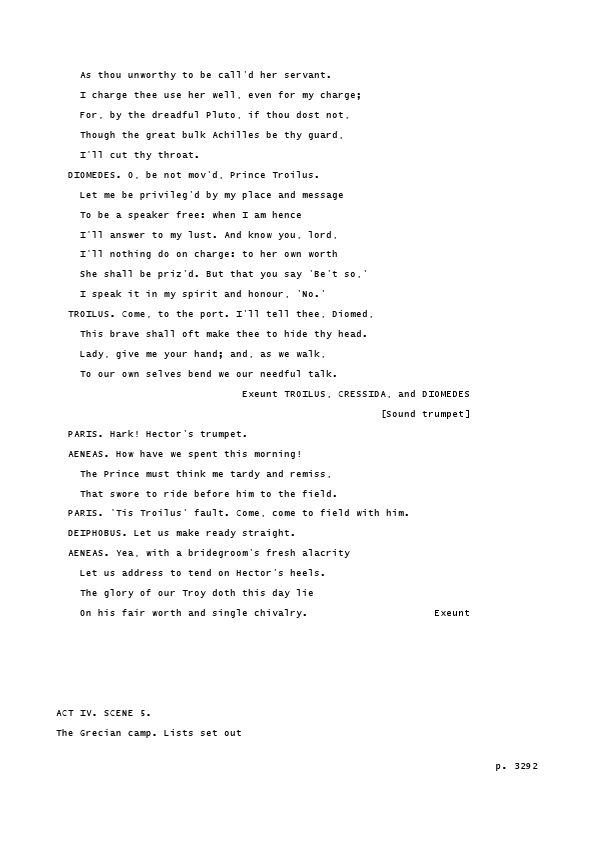 As thou unworthy to be call'd her servant.
I charge thee use her well, even for my charge;
For, by the dreadful Pluto, if thou dost not,
Though the great bulk Achilles be thy guard,
I'll cut thy throat.
DIOMEDES. O, be not mov'd, Prince Troilus.
Let me be privileg'd by my place and message
To be a speaker free: when I am hence
I'll answer to my lust. And know you, lord,
I'll nothing do on charge: to her own worth
She shall be priz'd. But that you say 'Be't so,'
I speak it in my spirit and honour, 'No.'
TROILUS. Come, to the port. I'll tell thee, Diomed,
This brave shall oft make thee to hide thy head.
Lady, give me your hand; and, as we walk,
To our own selves bend we our needful talk.
Exeunt TROILUS, CRESSIDA, and DIOMEDES
[Sound trumpet]
PARIS. Hark! Hector's trumpet.
AENEAS. How have we spent this morning!
The Prince must think me tardy and remiss,
That swore to ride before him to the field.
PARIS. 'Tis Troilus' fault. Come, come to field with him.
DEIPHOBUS. Let us make ready straight.
AENEAS. Yea, with a bridegroom's fresh alacrity
Let us address to tend on Hector's heels.
The glory of our Troy doth this day lie
On his fair worth and single chivalry. Exeunt
ACT IV. SCENE 5.
The Grecian camp. Lists set out
p. 3292